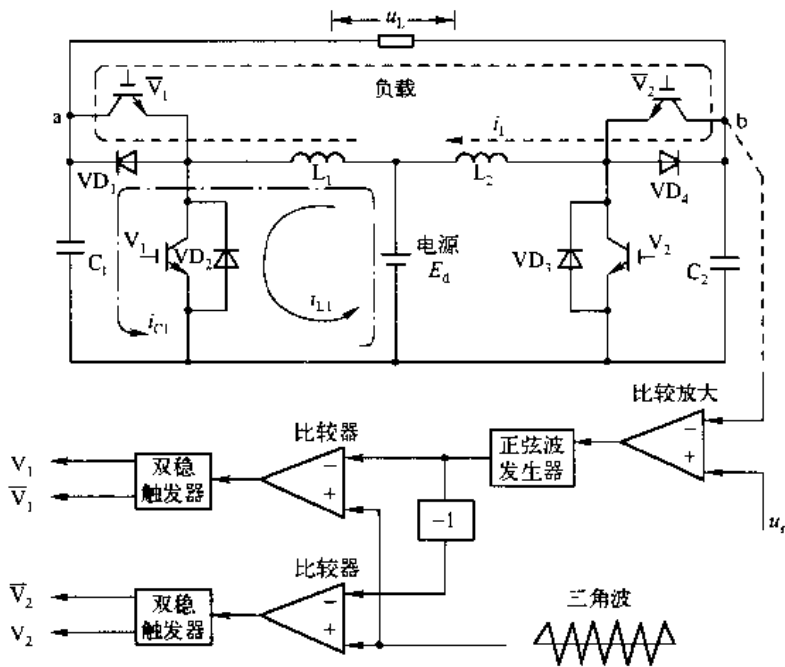 u_L
V̄₁
负载
V̄₂
a
b
i_L
VD₁
L₁
L₂
VD₄
V₁
VD₂
电源
E_d
VD₃
V₂
C₁
C₂
i_C1
i_L1
比较放大
比较器
正弦波
发生器
−
+
V₁
V̄₁
双稳
触发器
−
+
−1
u_r
比较器
V̄₂
V₂
双稳
触发器
−
+
三角波